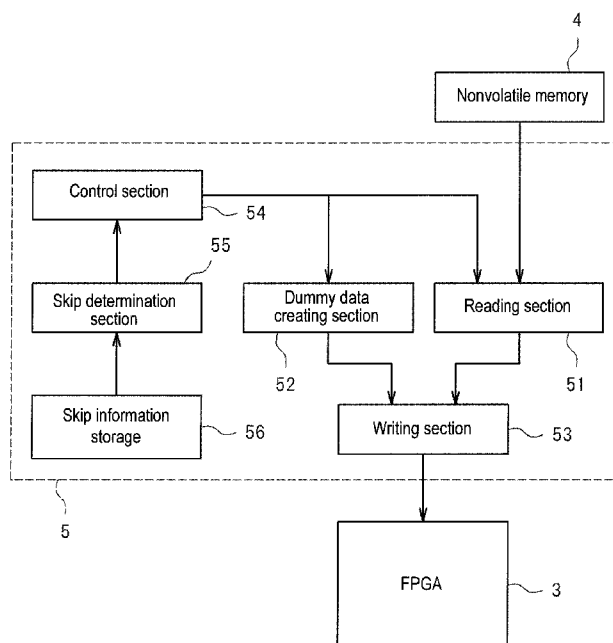 4
Nonvolatile memory
Control section
54
55
Skip determination
section
Dummy data
creating section
Reading section
52
51
Skip information
storage
56
Writing section
53
5
FPGA
3